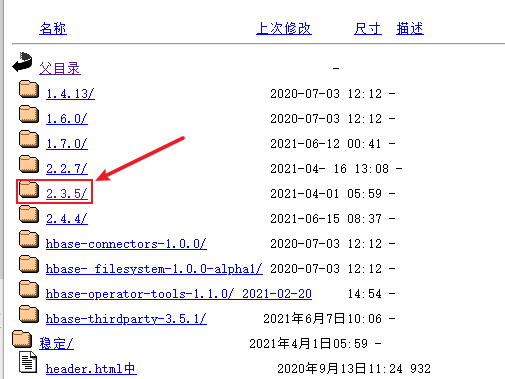 名称 上次修改 尺寸 描述
父目录 -
1.4.13/ 2020-07-03 12:12 -
1.6.0/ 2020-07-03 12:12 -
1.7.0/ 2021-06-12 00:41 -
2.2.7/ 2021-04- 16 13:08 -
2.3.5/ 2021-04-01 05:59 -
2.4.4/ 2021-06-15 08:37 -
hbase-connectors-1.0.0/ 2020-07-03 12:12 -
hbase- filesystem-1.0.0-alpha1/ 2020-07-03 12:12 -
hbase-operator-tools-1.1.0/ 2021-02-20 14:54 -
hbase-thirdparty-3.5.1/ 2021年6月7日10:06 -
稳定/ 2021年4月1日05:59 -
header.html中 2020年9月13日11:24 932